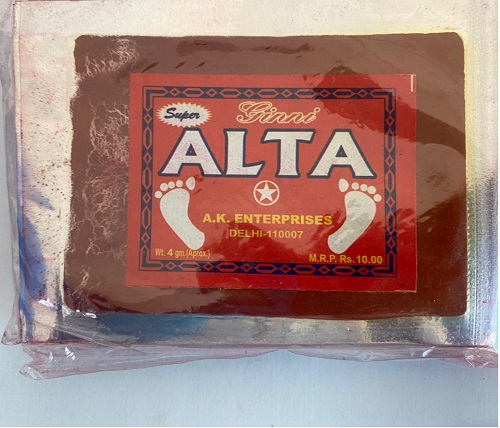 Super
Ginni
ALTA
A.K. ENTERPRISES
DELHI-110007
Wt. 4 gm.(Aprox.)
M.R.P. Rs. 10.00